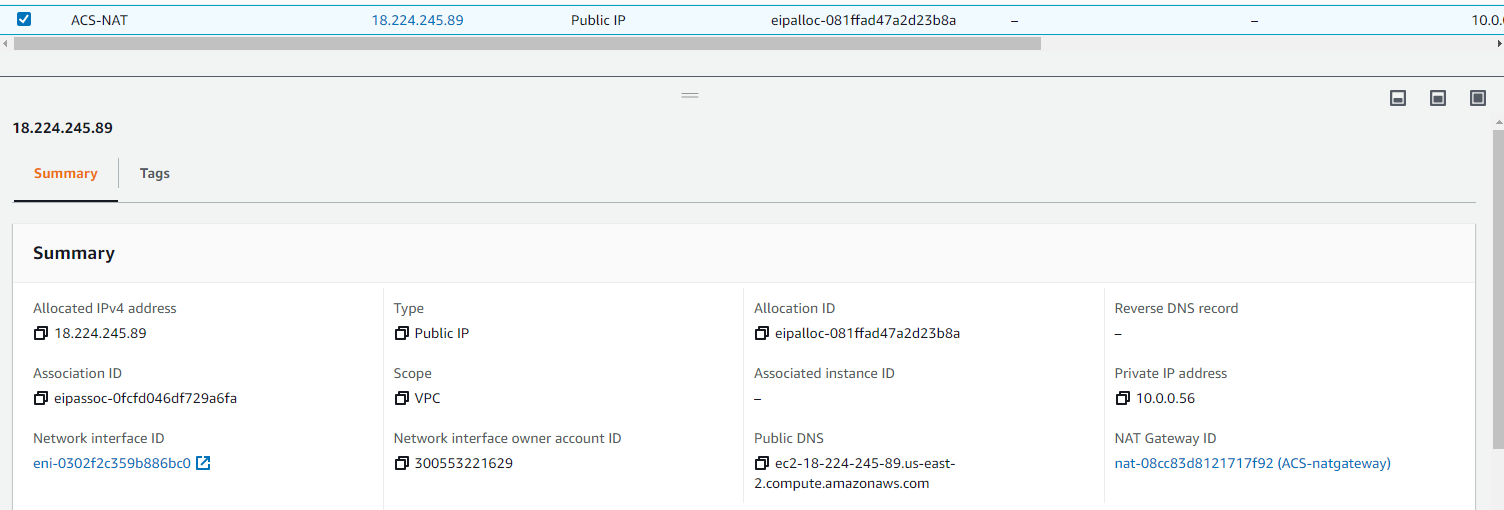 ACS-NAT 18.224.245.89 Public IP eipalloc-081ffad47a2d23b8a – –
18.224.245.89
Summary Tags
Summary
Allocated IPv4 address Type Allocation ID Reverse DNS record
18.224.245.89 Public IP eipalloc-081ffad47a2d23b8a –
Association ID Scope Associated instance ID Private IP address
eipassoc-0fcfd046df729a6fa VPC – 10.0.0.56
Network interface ID Network interface owner account ID Public DNS NAT Gateway ID
eni-0302f2c359b886bc0 300553221629 ec2-18-224-245-89.us-east- nat-08cc83d8121717f92 (ACS-natgateway)
2.compute.amazonaws.com